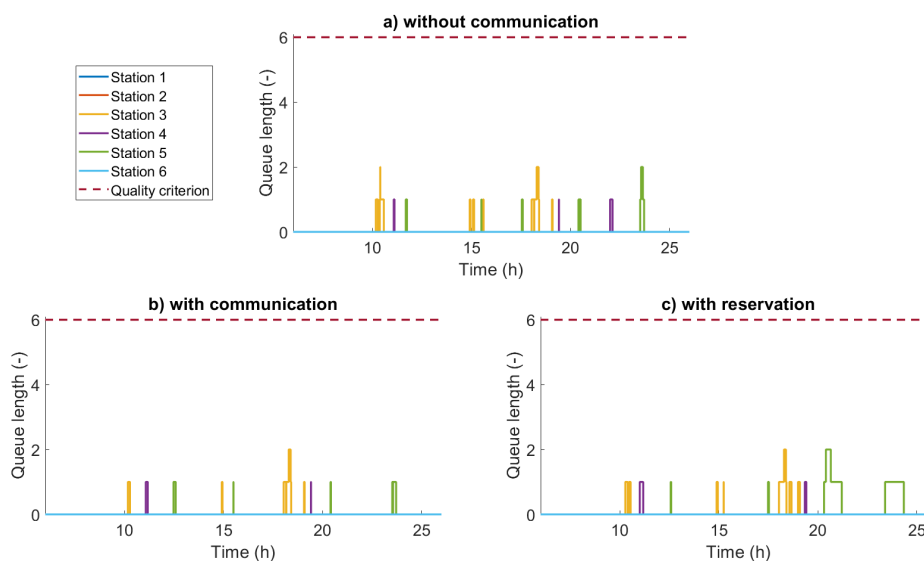 a) without communication
6
4
2
0
Queue length (-)
10
15
20
25
Time (h)
Station 1
Station 2
Station 3
Station 4
Station 5
Station 6
Quality criterion
b) with communication
6
4
2
0
Queue length (-)
10
15
20
25
Time (h)
c) with reservation
6
4
2
0
Queue length (-)
10
15
20
25
Time (h)